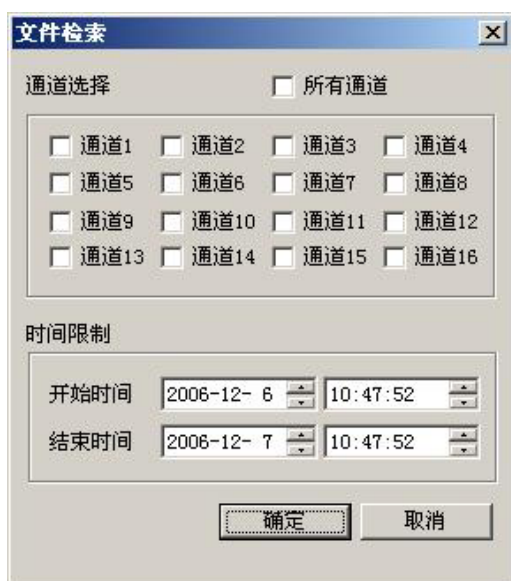 文件检索
通道选择 所有通道
通道1 通道2 通道3 通道4
通道5 通道6 通道7 通道8
通道9 通道10 通道11 通道12
通道13 通道14 通道15 通道16
时间限制
开始时间 2006-12- 6 10:47:52
结束时间 2006-12- 7 10:47:52
确定 取消